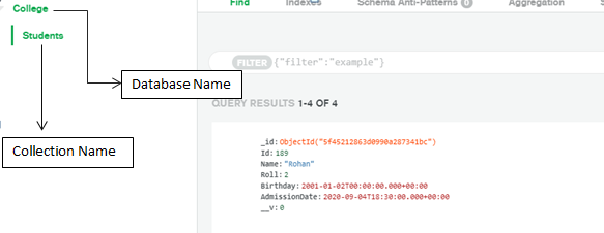 College
Students
Database Name
Collection Name
Find Indexes Schema Anti-Patterns 0 Aggregation
FILTER {"filter":"example"}
QUERY RESULTS 1-4 OF 4
_id: ObjectId("5ff45212863d0990a287341bc")
Id: 189
Name: "Rohan"
Roll: 2
Birthday: 2001-01-02T00:00:00.000+00:00
AdmissionDate: 2020-09-04T18:30:00.000+00:00
__v: 0